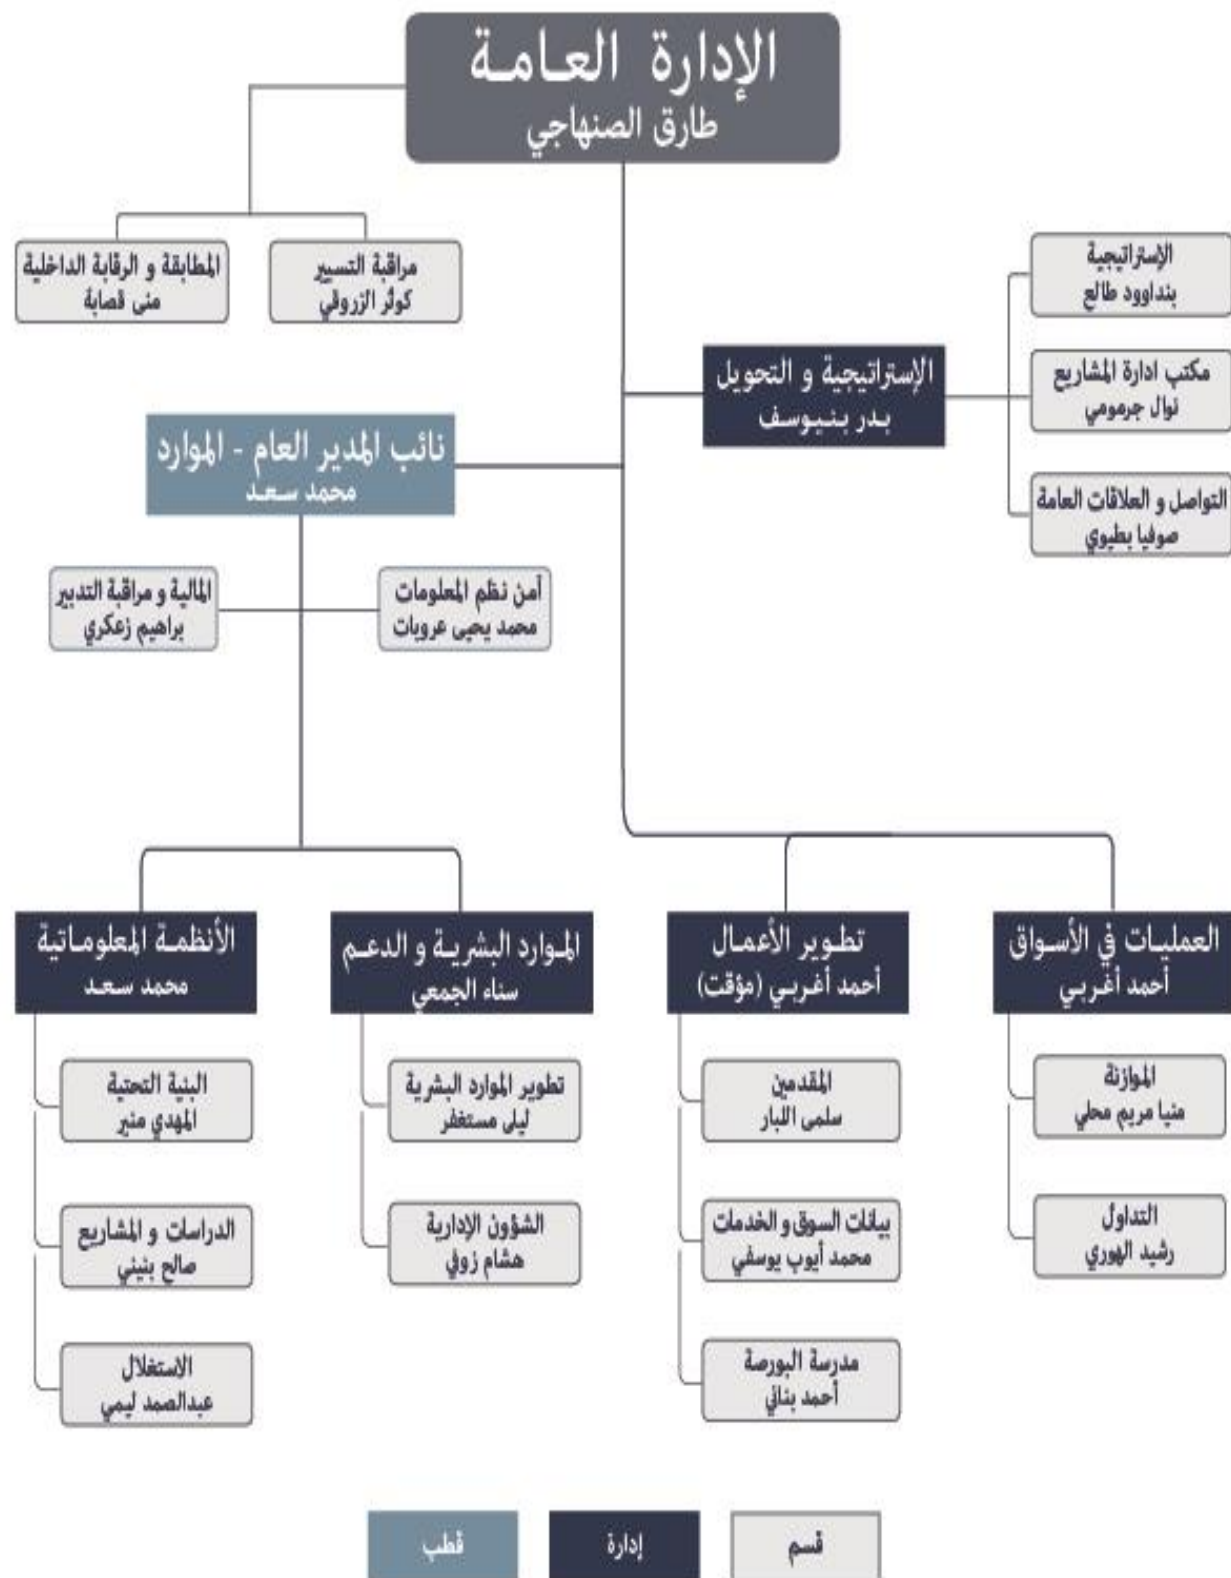 الإدارة العامة
طارق الصنهاجي
مراقبة التسيير
كوثر الزروقي
المطابقة و الرقابة الداخلية
منى قصابة
الإستراتيجية و التحويل
بدر بنيوسف
الإستراتيجية
بنداوود طالع
مكتب ادارة المشاريع
نوال جرمومي
التواصل و العلاقات العامة
صوفيا بطيوي
نائب المدير العام - الموارد
محمد سعد
أمن نظم المعلومات
محمد يحيى عروبات
المالية و مراقبة التدبير
براهيم زعكري
العمليات في الأسواق
أحمد أغربي
الموازنة
منيا مريم محلي
التداول
رشيد الهوري
تطوير الأعمال
أحمد أغربي (مؤقت)
المقدمين
سلمى اللبار
بيانات السوق و الخدمات
محمد أيوب يوسفي
مدرسة البورصة
أحمد بناني
الموارد البشرية و الدعم
سناء الجمعي
تطوير الموارد البشرية
ليلى مستغفر
الشؤون الإدارية
هشام زوفي
الأنظمة المعلوماتية
محمد سعد
البنية التحتية
المهدي منير
الدراسات و المشاريع
صالح بنيني
الاستغلال
عبدالصمد ليمي
قسم
إدارة
قطب